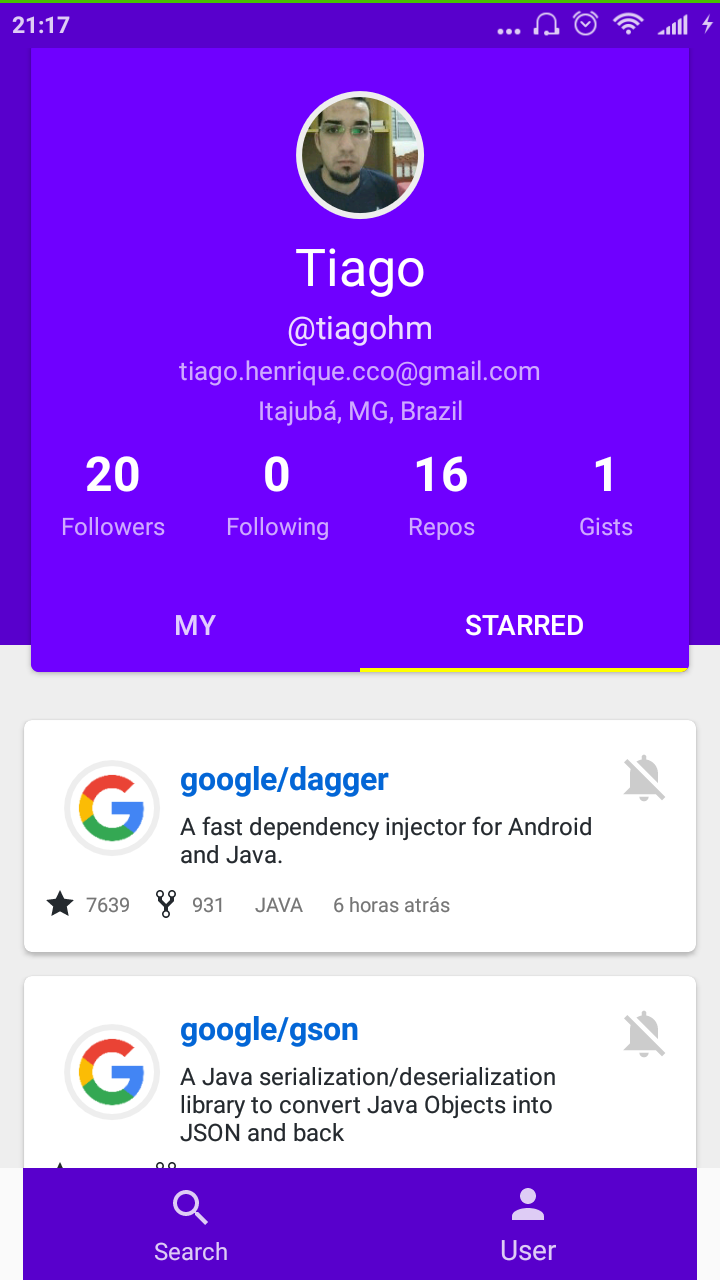 21:17
Tiago
@tiagohm
tiago.henrique.cco@gmail.com
Itajubá, MG, Brazil
20 0 16 1
Followers Following Repos Gists
MY STARRED
google/dagger
A fast dependency injector for Android
and Java.
7639 931 JAVA 6 horas atrás
google/gson
A Java serialization/deserialization
library to convert Java Objects into
JSON and back
Search User